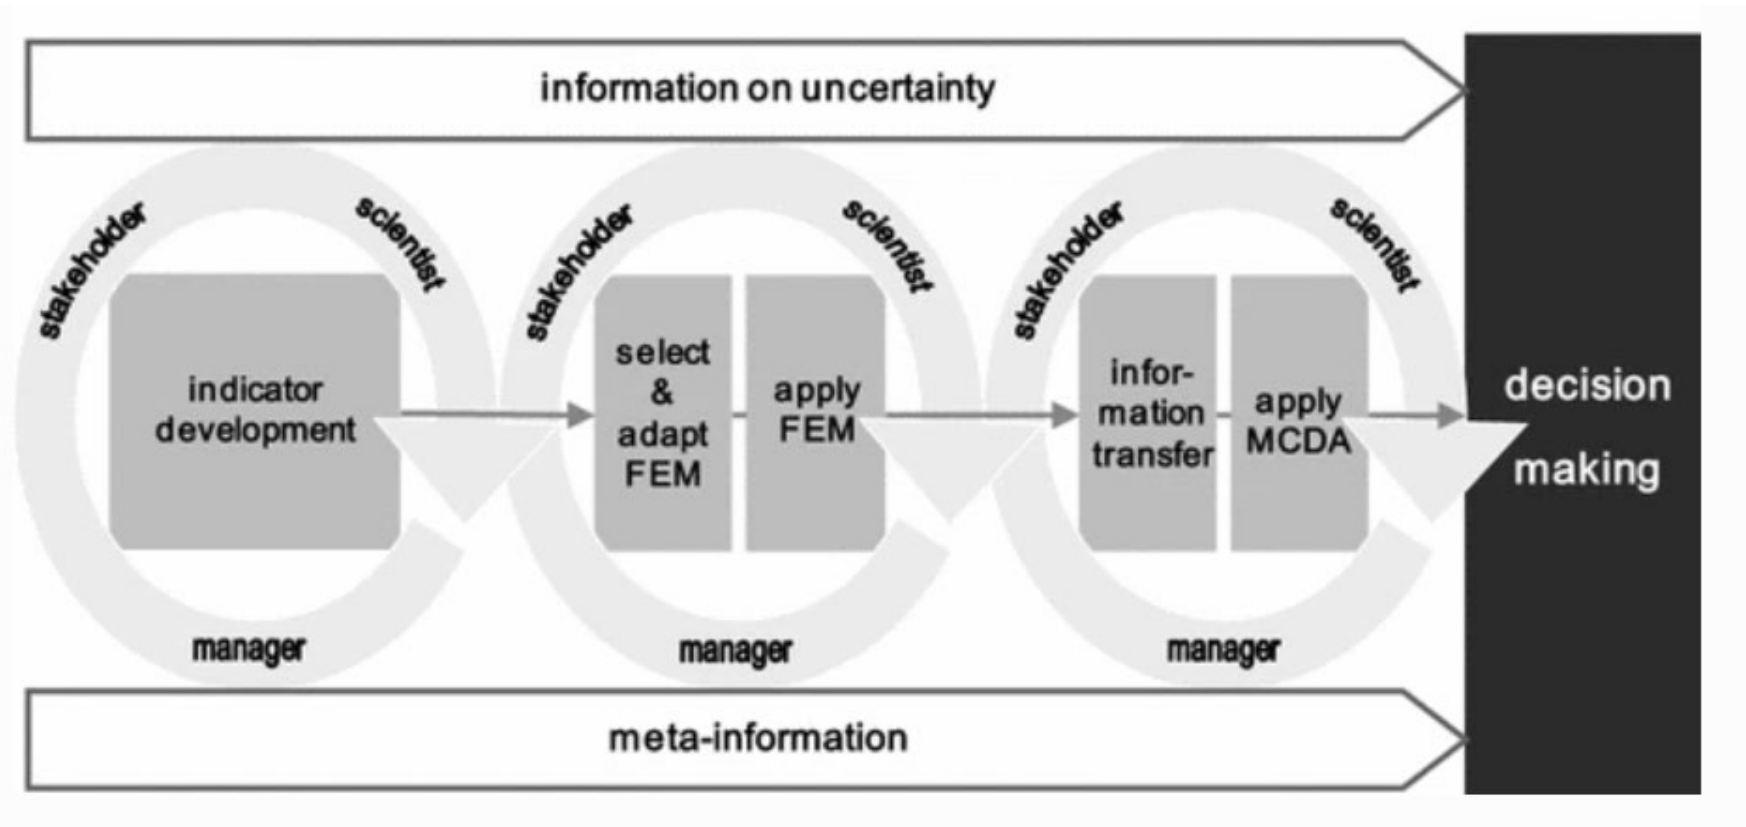 information on uncertainty
stakeholder
scientist
stakeholder
scientist
stakeholder
scientist
indicator
development
select
&
adapt
FEM
apply
FEM
infor-
mation
transfer
apply
MCDA
decision
making
manager
manager
manager
meta-information